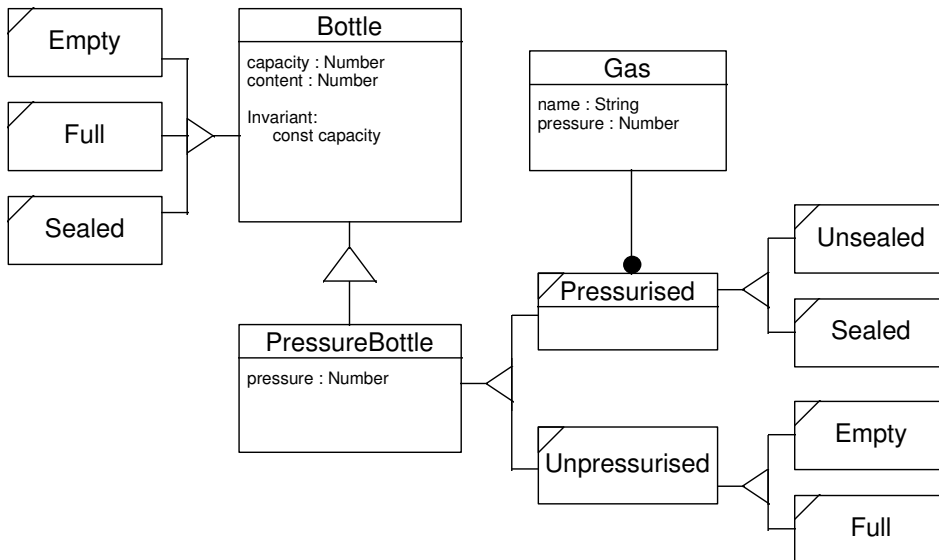 Empty
Full
Sealed
Bottle
capacity : Number
content : Number
Invariant:
const capacity
Gas
name : String
pressure : Number
PressureBottle
pressure : Number
Pressurised
Unpressurised
Unsealed
Sealed
Empty
Full